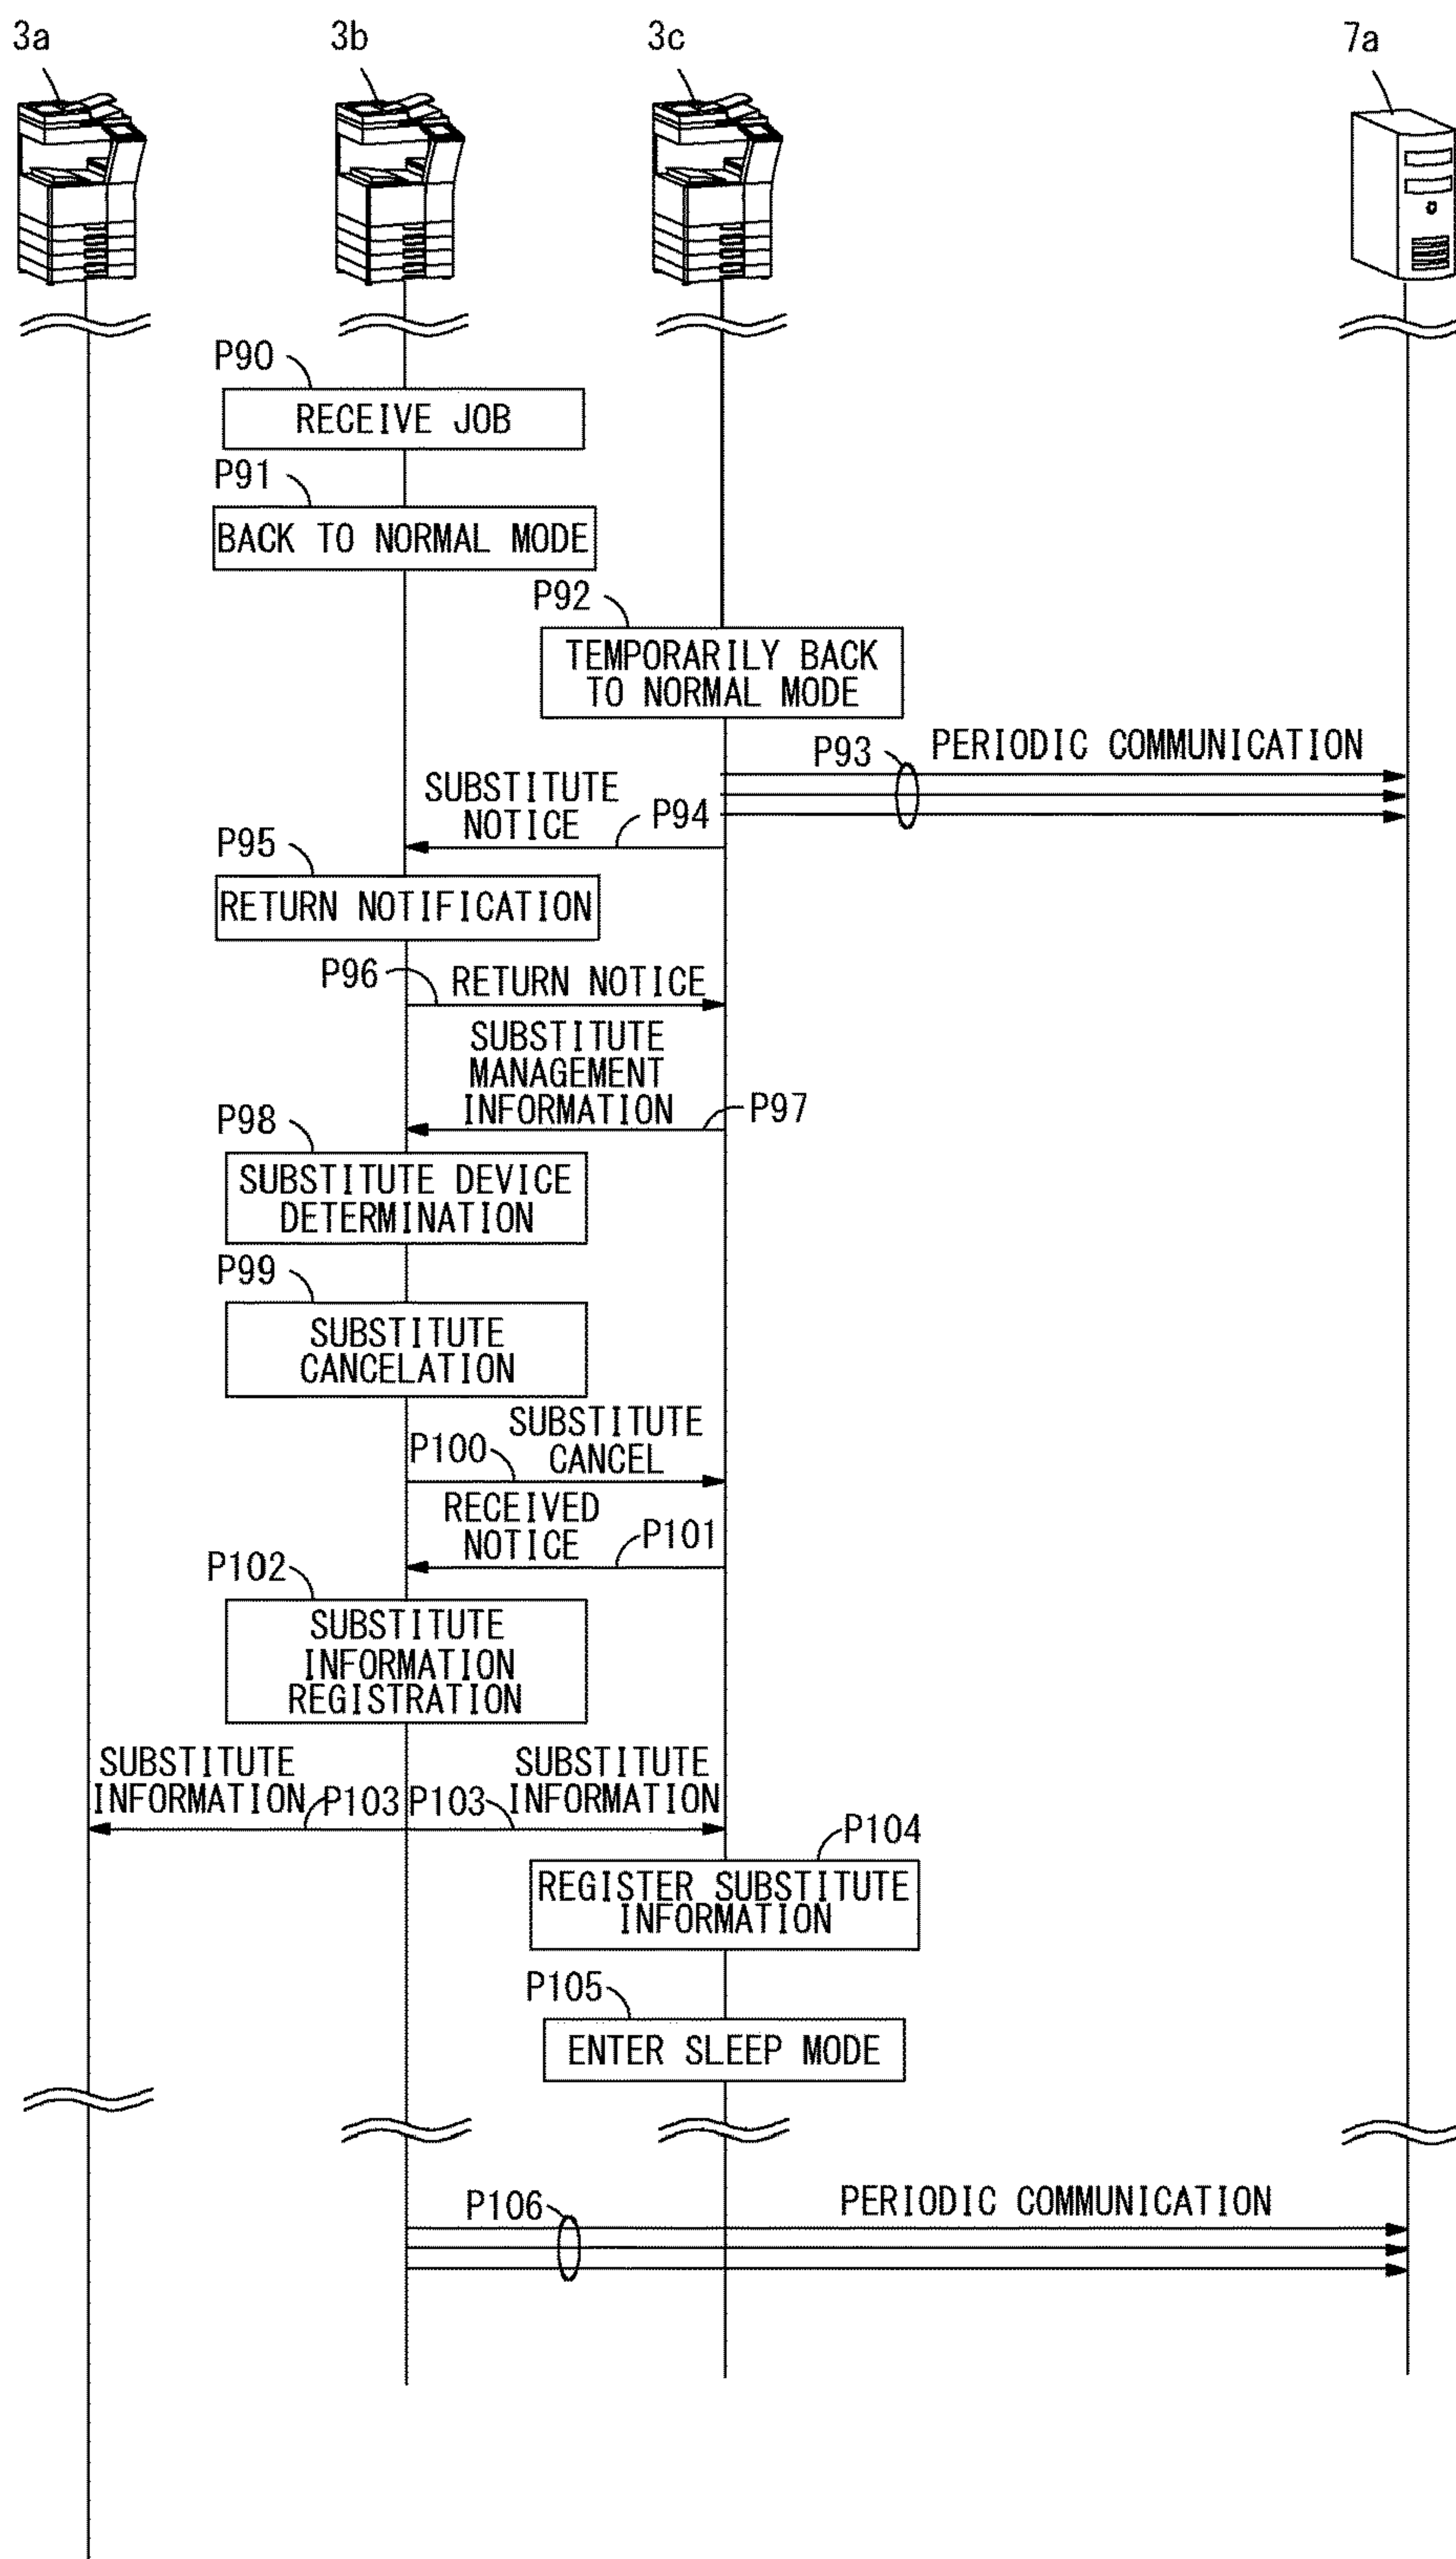 3a
3b
3c
7a
P90
RECEIVE JOB
P91
BACK TO NORMAL MODE
P92
TEMPORARILY BACK
TO NORMAL MODE
P93
PERIODIC COMMUNICATION
SUBSTITUTE
NOTICE
P94
P95
RETURN NOTIFICATION
P96
RETURN NOTICE
SUBSTITUTE
MANAGEMENT
INFORMATION
P97
P98
SUBSTITUTE DEVICE
DETERMINATION
P99
SUBSTITUTE
CANCELATION
P100
SUBSTITUTE
CANCEL
RECEIVED
NOTICE
P101
P102
SUBSTITUTE
INFORMATION
REGISTRATION
SUBSTITUTE
INFORMATION
P103
P103
SUBSTITUTE
INFORMATION
P104
REGISTER SUBSTITUTE
INFORMATION
P105
ENTER SLEEP MODE
P106
PERIODIC COMMUNICATION